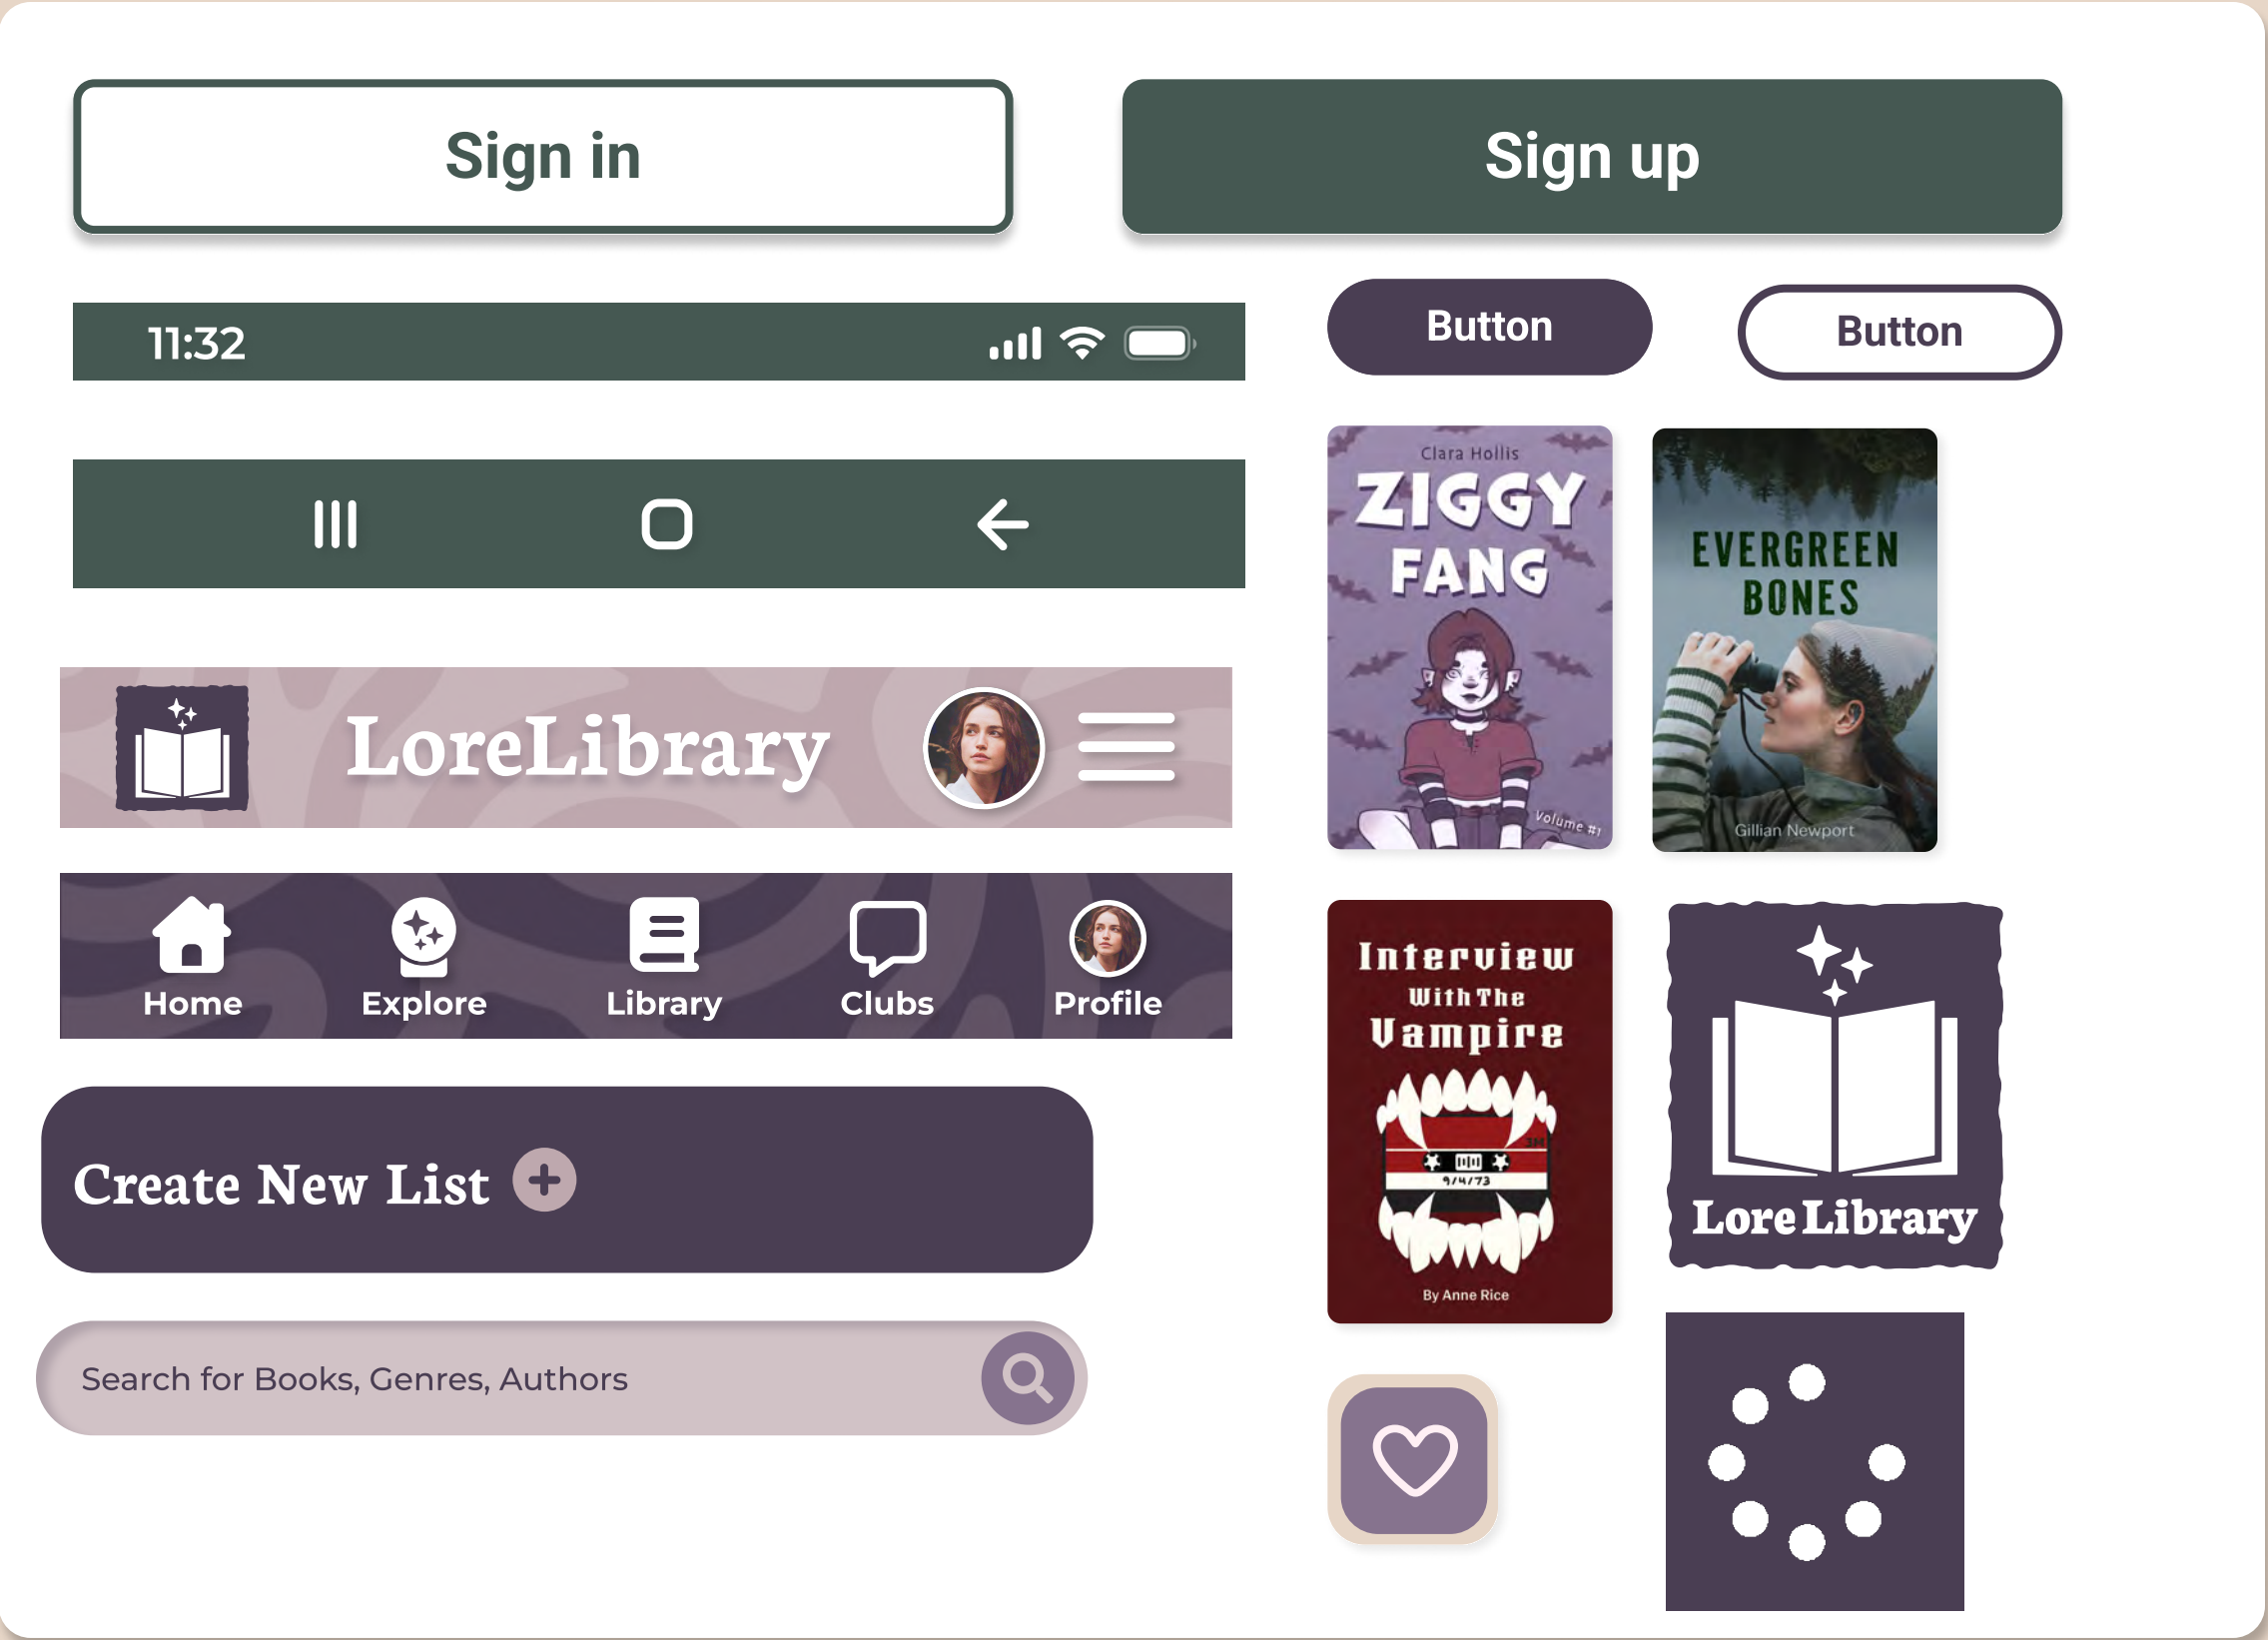 Sign in
Sign up
11:32
Button
Button
LoreLibrary
Home
Explore
Library
Clubs
Profile
Create New List
Search for Books, Genres, Authors
Clara Hollis
ZIGGY
FANG
Volume #1
EVERGREEN
BONES
Gillian Newport
Interview
With The
Vampire
9/4/73
By Anne Rice
Lore Library